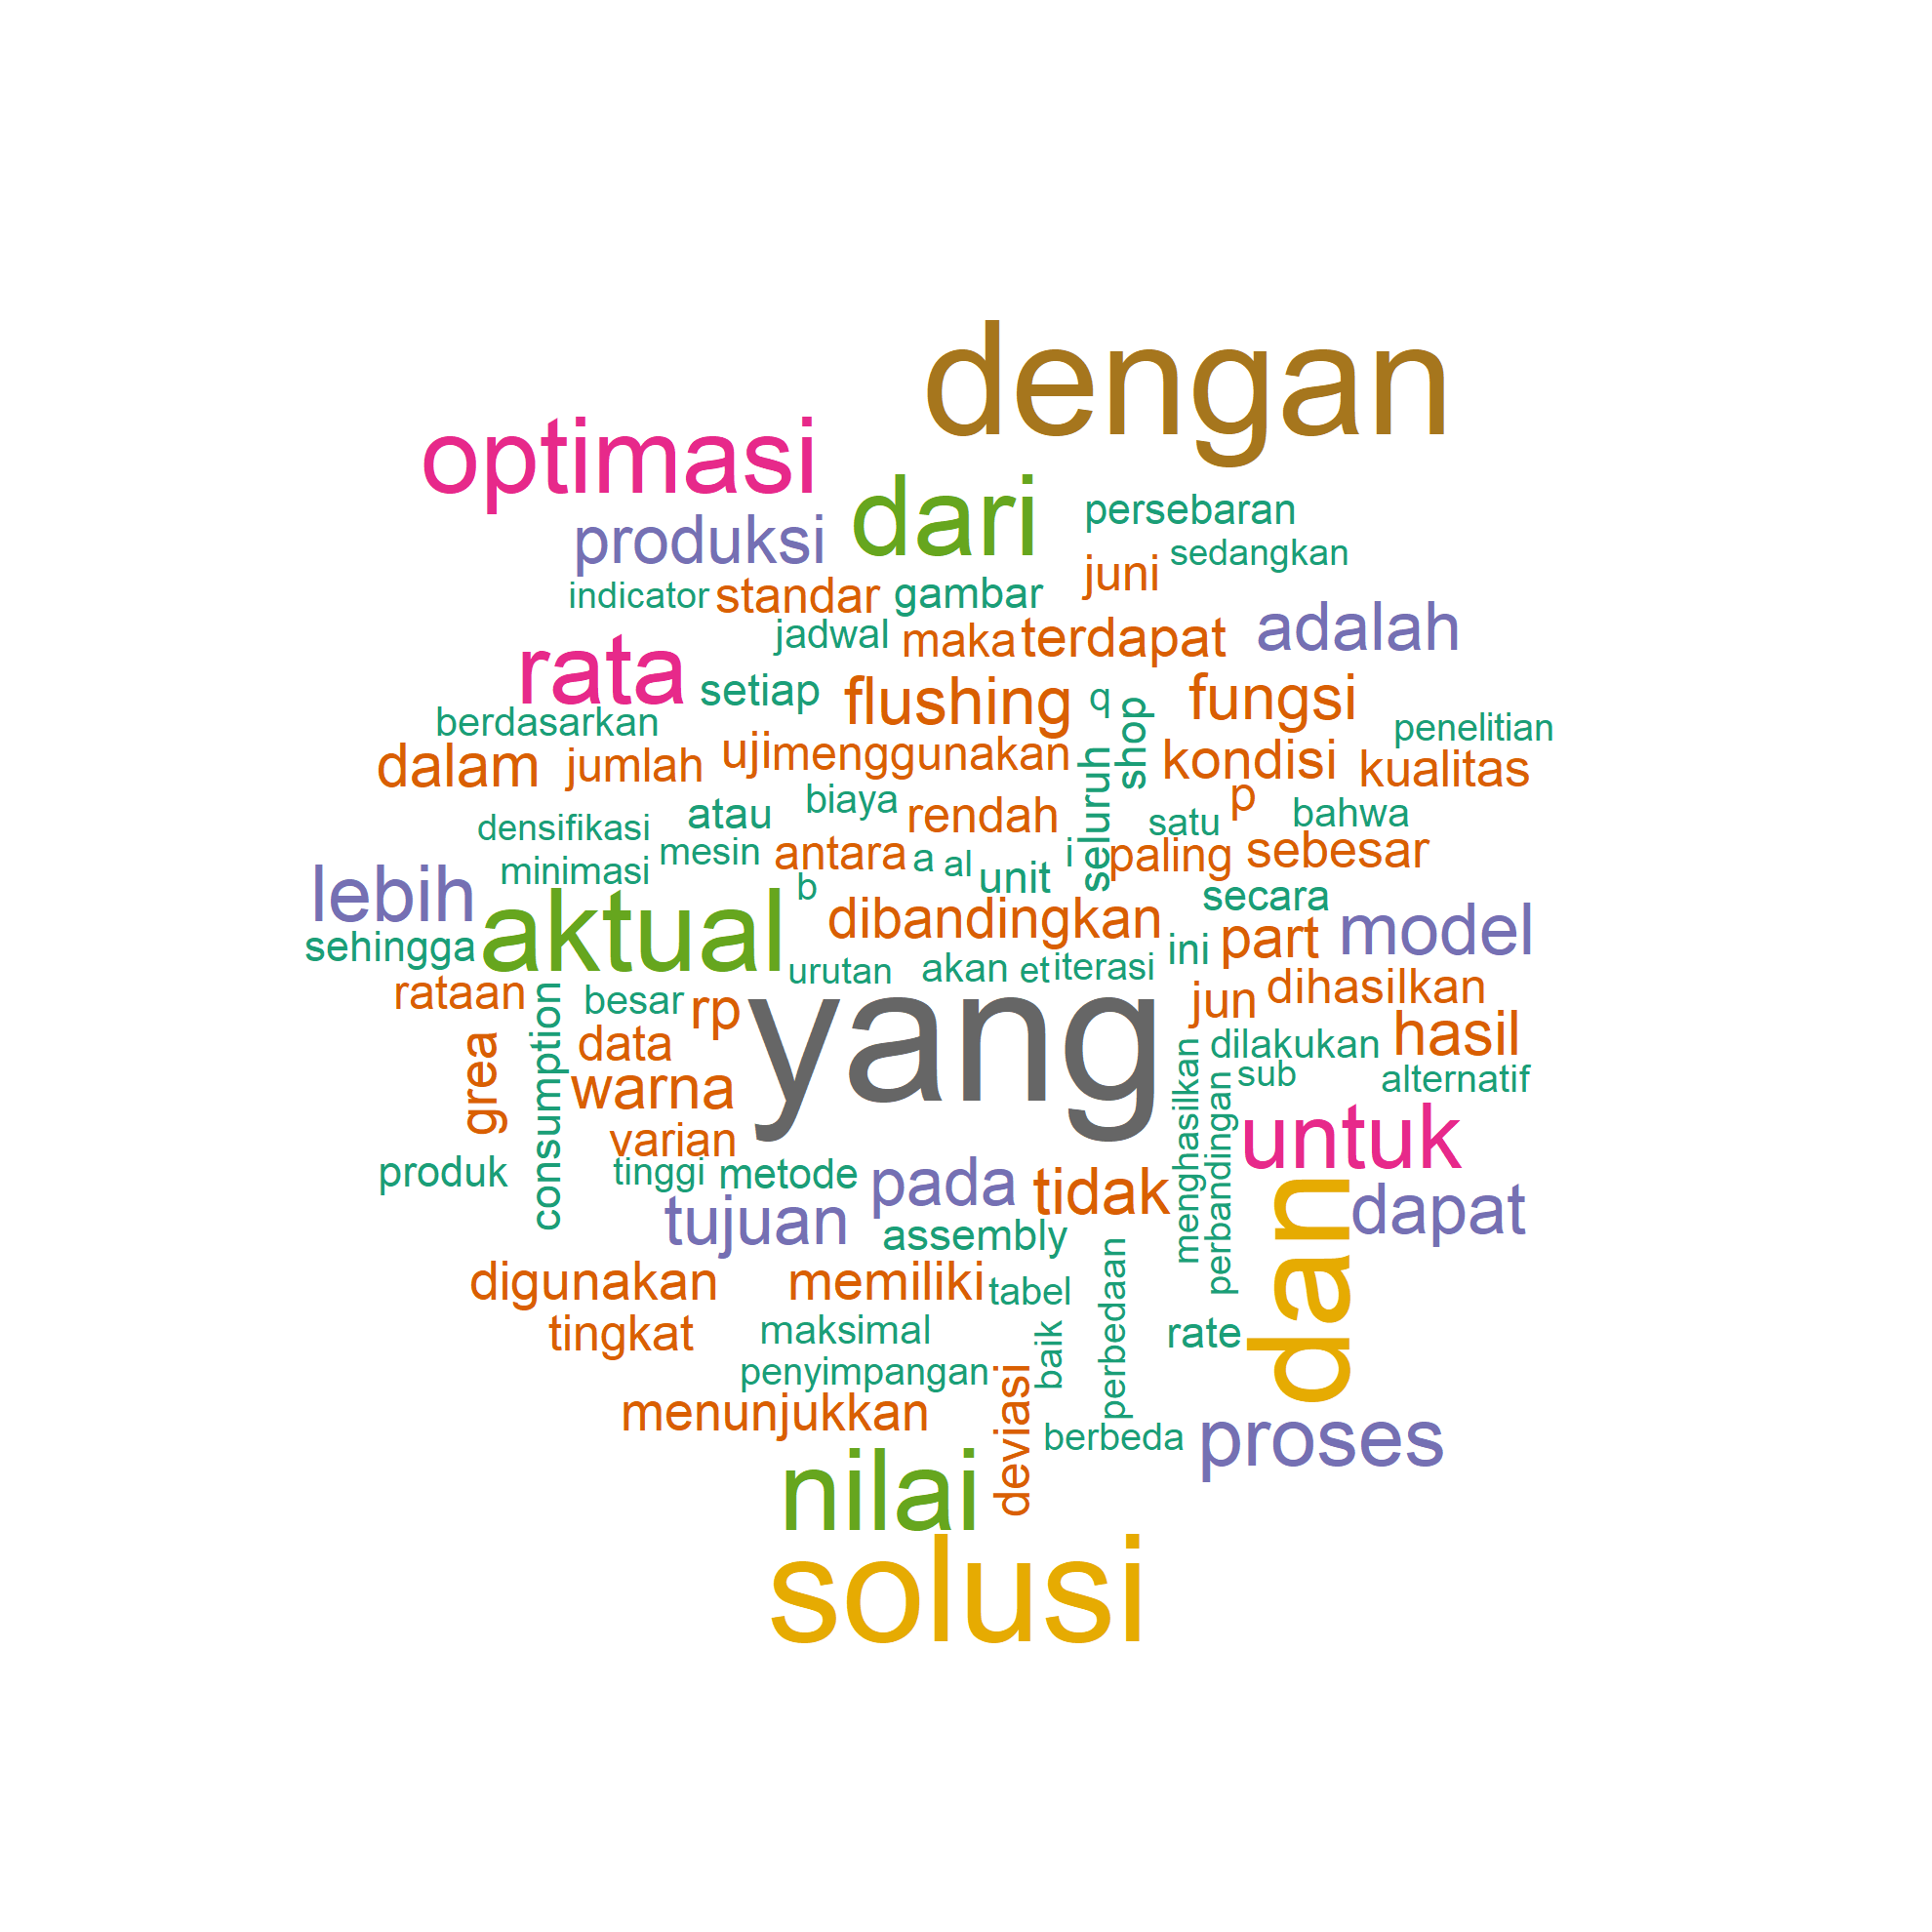 dengan
optimasi
dari
persebaran
produksi
sedangkan
juni
indicator
standar
gambar
adalah
jadwal
maka
terdapat
rata
setiap
flushing
q
shop
fungsi
berdasarkan
penelitian
dalam
jumlah
uji
menggunakan
seluruh
kondisi
kualitas
biaya
p
densifikasi
atau
rendah
satu
bahwa
minimasi
mesin
antara
a
al
unit
i
paling
sebesar
lebih
aktual
b
dibandingkan
secara
part
model
sehingga
urutan
akan
et
iterasi
ini
rataan
consumption
besar
rp
yang
jun
dihasilkan
grea
data
dilakukan
hasil
warna
menghasilkan
perbandingan
sub
alternatif
varian
untuk
produk
tinggi
metode
pada
tidak
dan
dapat
tujuan
assembly
digunakan
memiliki
tabel
perbedaan
tingkat
maksimal
baik
rate
penyimpangan
menunjukkan
deviasi
berbeda
proses
nilai
solusi